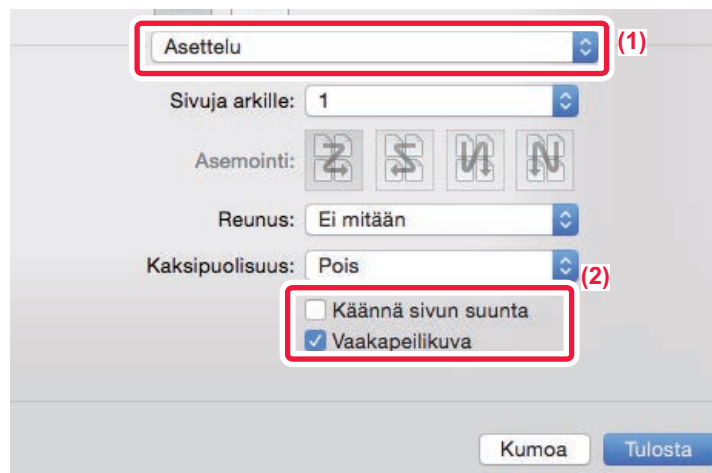 Asettelu
(1)
Sivuja arkille: 1
Asemointi:
Reunus: Ei mitään
Kaksipuolisuus: Pois
(2)
Käännä sivun suunta
Vaakapeilikuva
Kumoa Tulosta